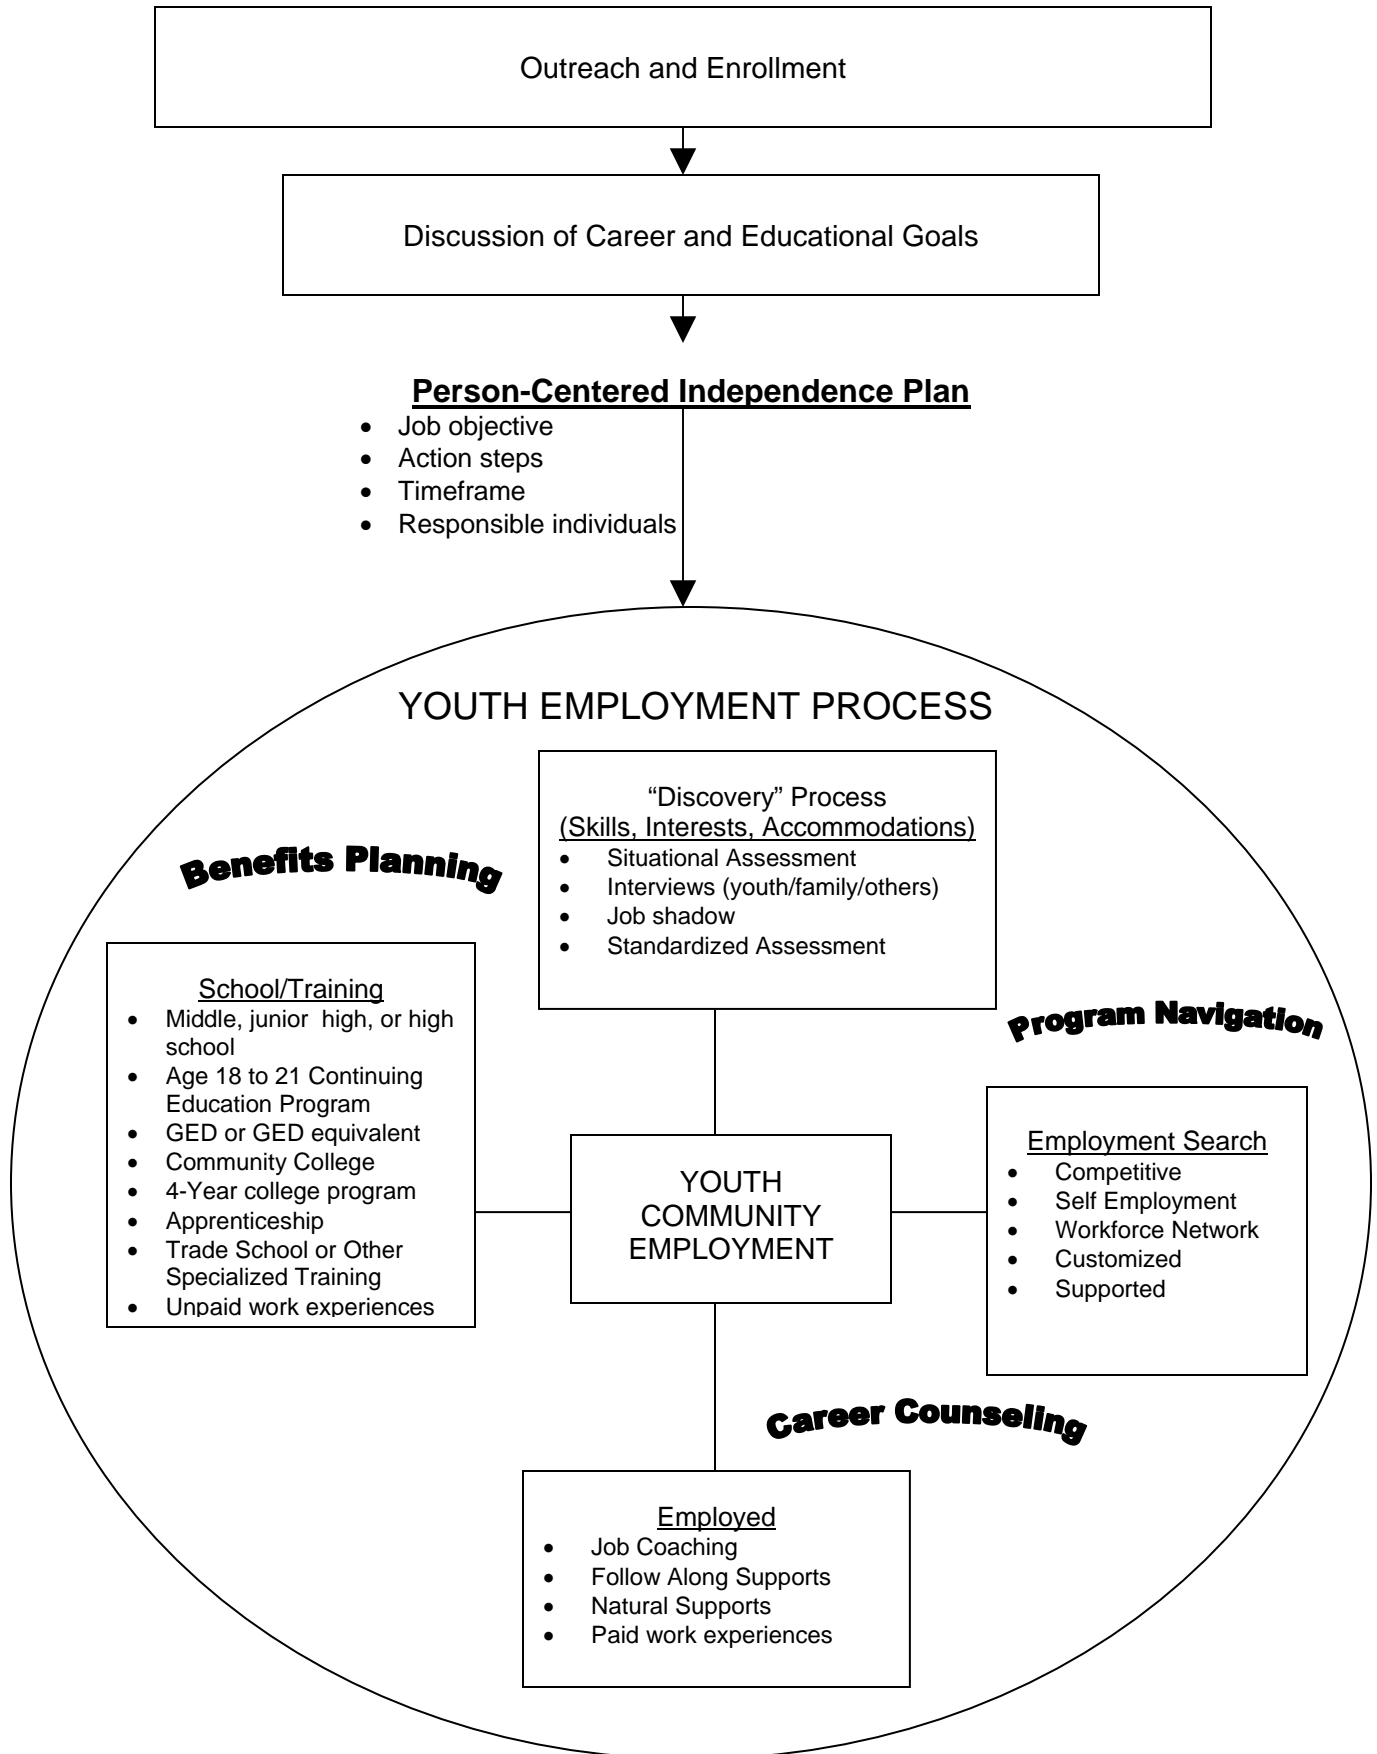 Outreach and Enrollment
Discussion of Career and Educational Goals
Person-Centered Independence Plan
• Job objective
• Action steps
• Timeframe
• Responsible individuals
YOUTH EMPLOYMENT PROCESS
“Discovery” Process
(Skills, Interests, Accommodations)
• Situational Assessment
• Interviews (youth/family/others)
• Job shadow
• Standardized Assessment
Benefits Planning
School/Training
• Middle, junior high, or high
school
• Age 18 to 21 Continuing
Education Program
• GED or GED equivalent
• Community College
• 4-Year college program
• Apprenticeship
• Trade School or Other
Specialized Training
• Unpaid work experiences
Program Navigation
YOUTH
COMMUNITY
EMPLOYMENT
Employment Search
• Competitive
• Self Employment
• Workforce Network
• Customized
• Supported
Career Counseling
Employed
• Job Coaching
• Follow Along Supports
• Natural Supports
• Paid work experiences